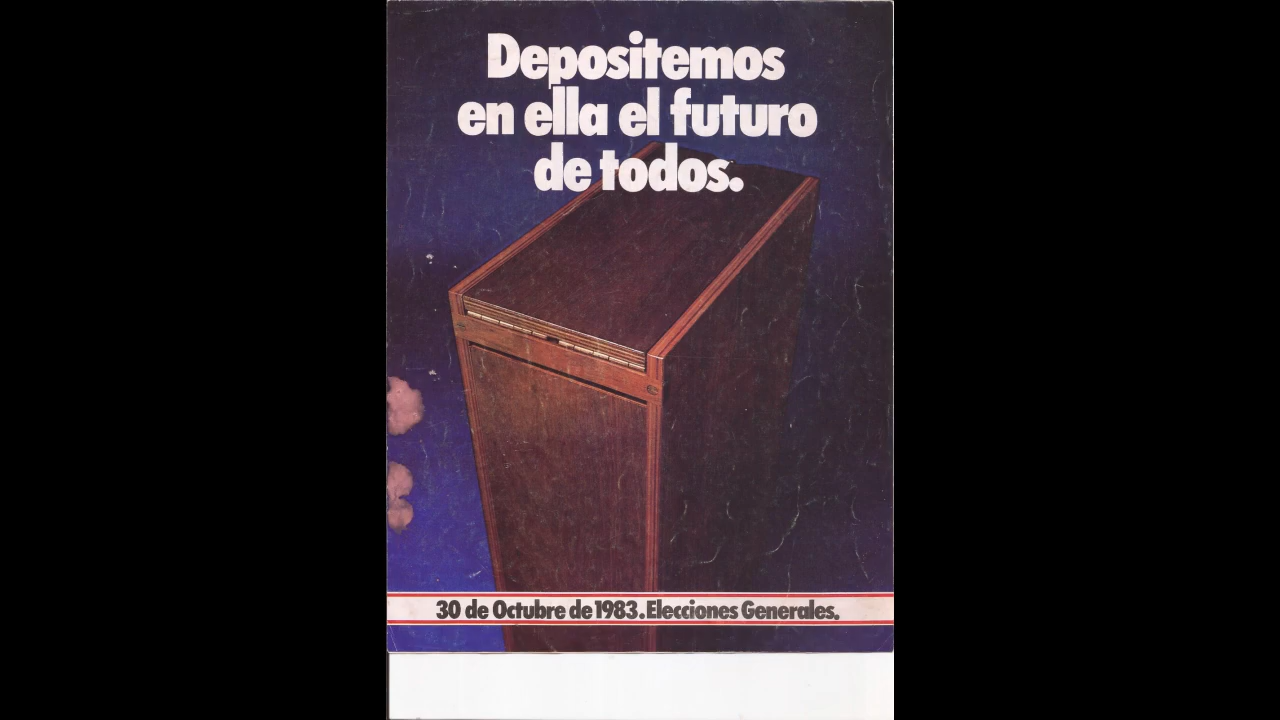 Depositemos
en ella el futuro
de todos.
30 de Octubre de 1983. Elecciones Generales.